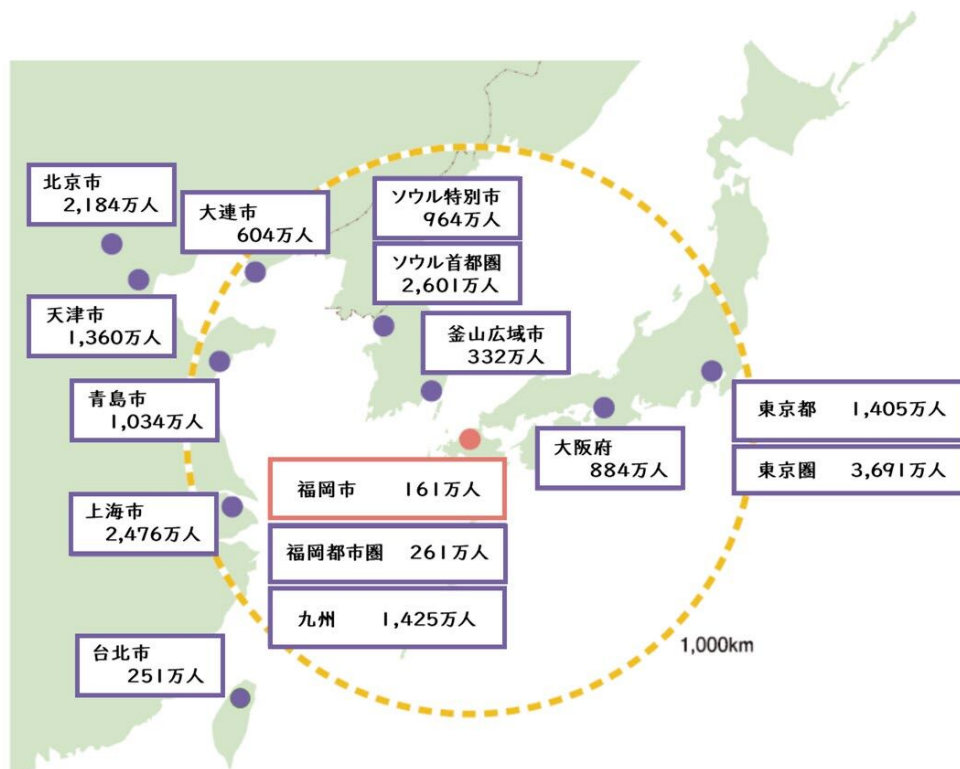 北京市
2,184万人
大連市
604万人
ソウル特別市
964万人
ソウル首都圏
2,601万人
天津市
1,360万人
釜山広域市
332万人
青島市
1,034万人
東京都 1,405万人
大阪府
884万人
東京圏 3,691万人
福岡市 161万人
上海市
2,476万人
福岡都市圏 261万人
九州 1,425万人
台北市
251万人
1,000km